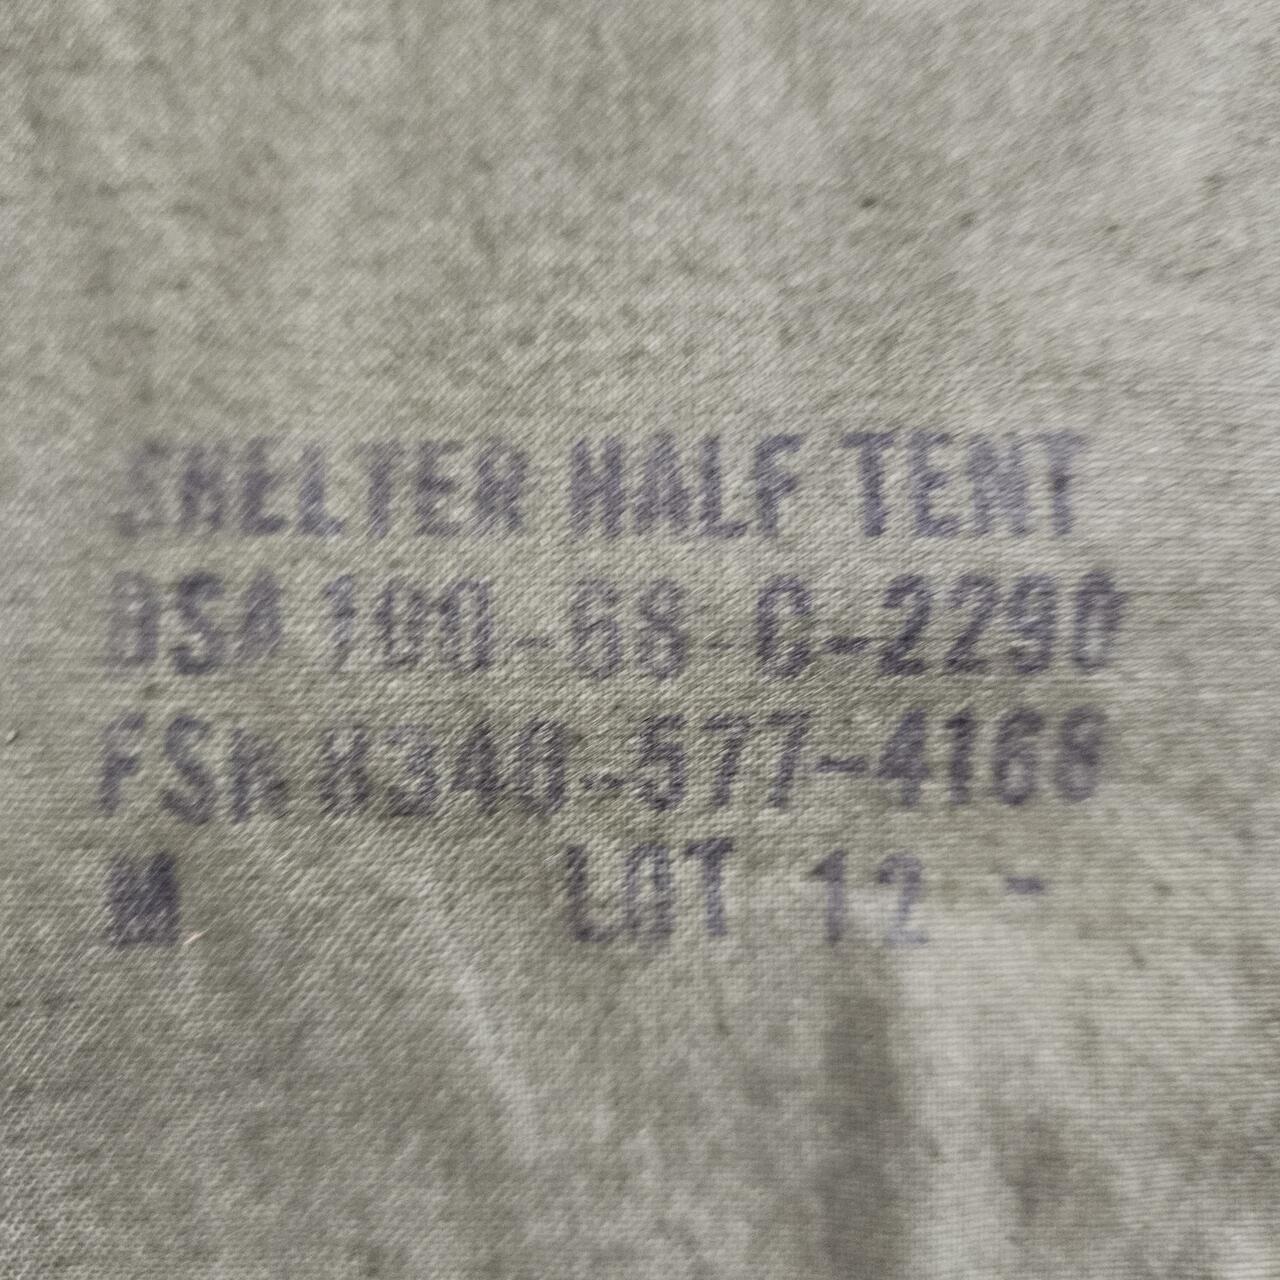 SHELTER HALF TENT
DSA 100-68-C-2290
FSN 8340-577-4168
M LOT 12 -